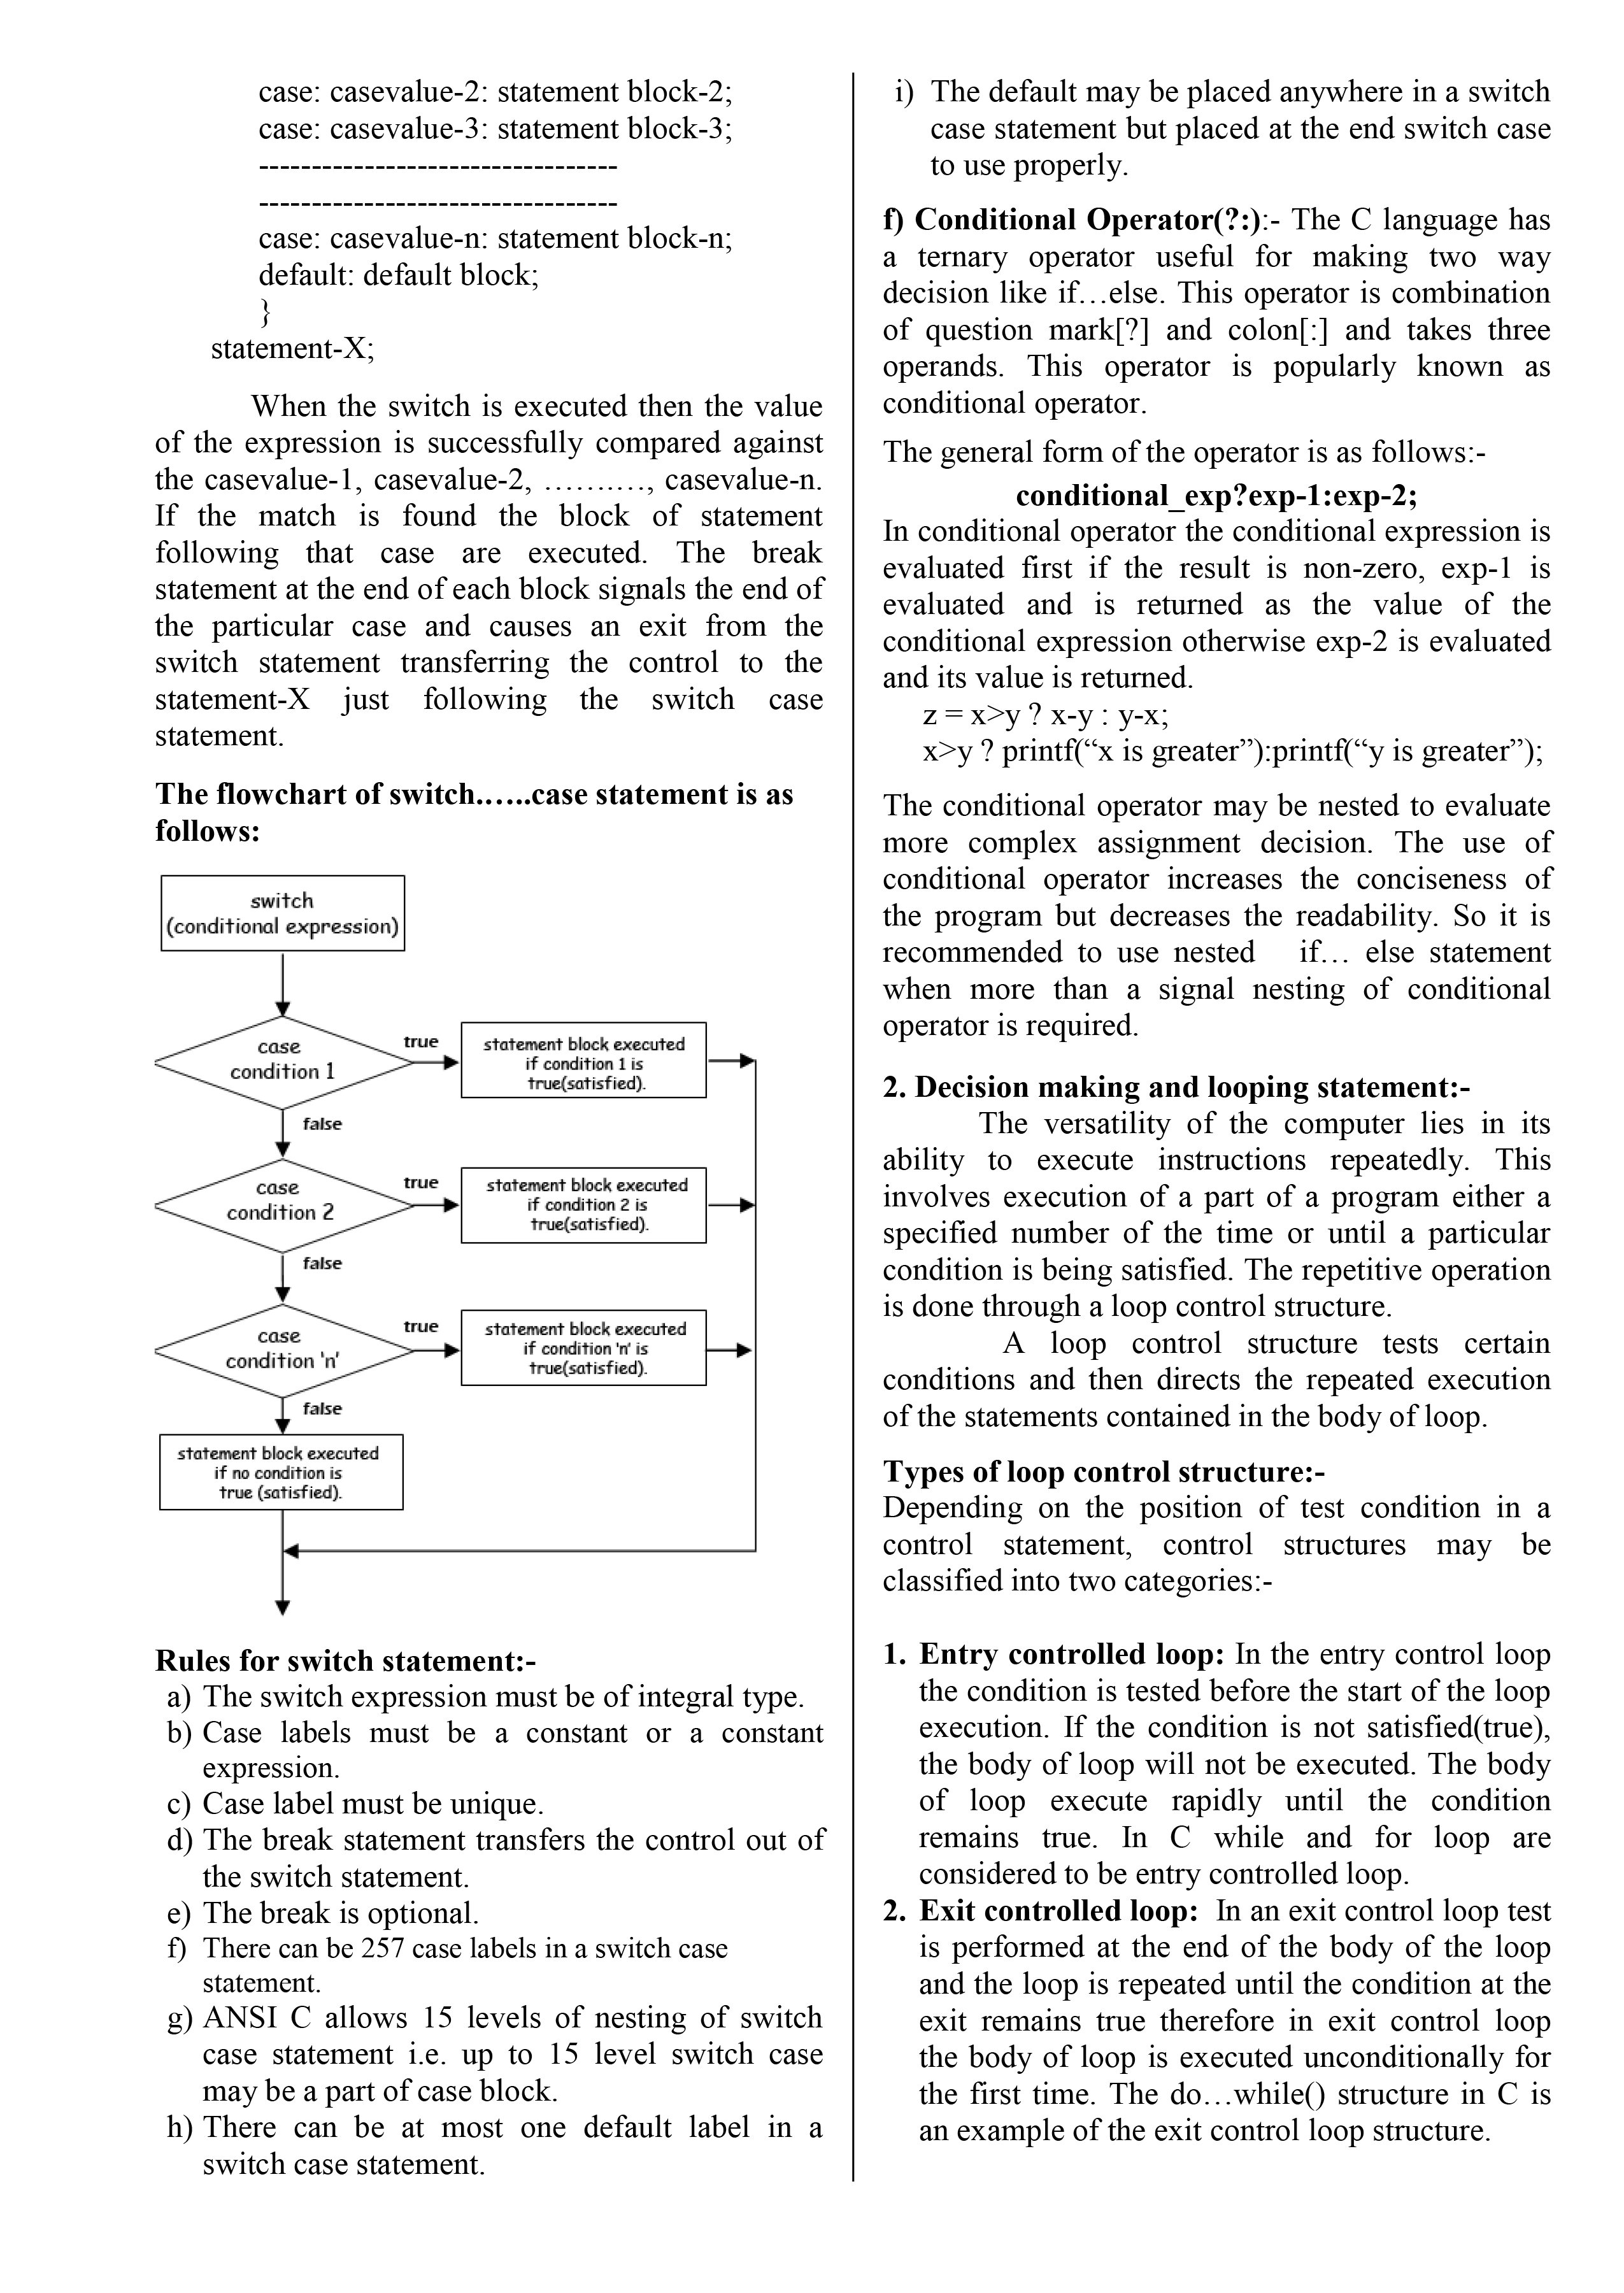 case: casevalue-2: statement block-2;
case: casevalue-3: statement block-3;
----------------------------------
----------------------------------
case: casevalue-n: statement block-n;
default: default block;
}
statement-X;
When the switch is executed then the value
of the expression is successfully compared against
the casevalue-1, casevalue-2, ………., casevalue-n.
If the match is found the block of statement
following that case are executed. The break
statement at the end of each block signals the end of
the particular case and causes an exit from the
switch statement transferring the control to the
statement-X just following the switch case
statement.
The flowchart of switch……case statement is as
follows:
switch
(conditional expression)
case
condition 1
true
statement block executed
if condition 1 is
true(satisfied).
false
case
condition 2
true
statement block executed
if condition 2 is
true(satisfied).
false
case
condition 'n'
true
statement block executed
if condition 'n' is
true(satisfied).
false
statement block executed
if no condition is
true (satisfied).
Rules for switch statement:-
a) The switch expression must be of integral type.
b) Case labels must be a constant or a constant
expression.
c) Case label must be unique.
d) The break statement transfers the control out of
the switch statement.
e) The break is optional.
f) There can be 257 case labels in a switch case
statement.
g) ANSI C allows 15 levels of nesting of switch
case statement i.e. up to 15 level switch case
may be a part of case block.
h) There can be at most one default label in a
switch case statement.
i) The default may be placed anywhere in a switch
case statement but placed at the end switch case
to use properly.
f) Conditional Operator(?:):- The C language has
a ternary operator useful for making two way
decision like if…else. This operator is combination
of question mark[?] and colon[:] and takes three
operands. This operator is popularly known as
conditional operator.
The general form of the operator is as follows:-
conditional_exp?exp-1:exp-2;
In conditional operator the conditional expression is
evaluated first if the result is non-zero, exp-1 is
evaluated and is returned as the value of the
conditional expression otherwise exp-2 is evaluated
and its value is returned.
z = x>y ? x-y : y-x;
x>y ? printf(“x is greater”):printf(“y is greater”);
The conditional operator may be nested to evaluate
more complex assignment decision. The use of
conditional operator increases the conciseness of
the program but decreases the readability. So it is
recommended to use nested if… else statement
when more than a signal nesting of conditional
operator is required.
2. Decision making and looping statement:-
The versatility of the computer lies in its
ability to execute instructions repeatedly. This
involves execution of a part of a program either a
specified number of the time or until a particular
condition is being satisfied. The repetitive operation
is done through a loop control structure.
A loop control structure tests certain
conditions and then directs the repeated execution
of the statements contained in the body of loop.
Types of loop control structure:-
Depending on the position of test condition in a
control statement, control structures may be
classified into two categories:-
1. Entry controlled loop: In the entry control loop
the condition is tested before the start of the loop
execution. If the condition is not satisfied(true),
the body of loop will not be executed. The body
of loop execute rapidly until the condition
remains true. In C while and for loop are
considered to be entry controlled loop.
2. Exit controlled loop: In an exit control loop test
is performed at the end of the body of the loop
and the loop is repeated until the condition at the
exit remains true therefore in exit control loop
the body of loop is executed unconditionally for
the first time. The do…while() structure in C is
an example of the exit control loop structure.